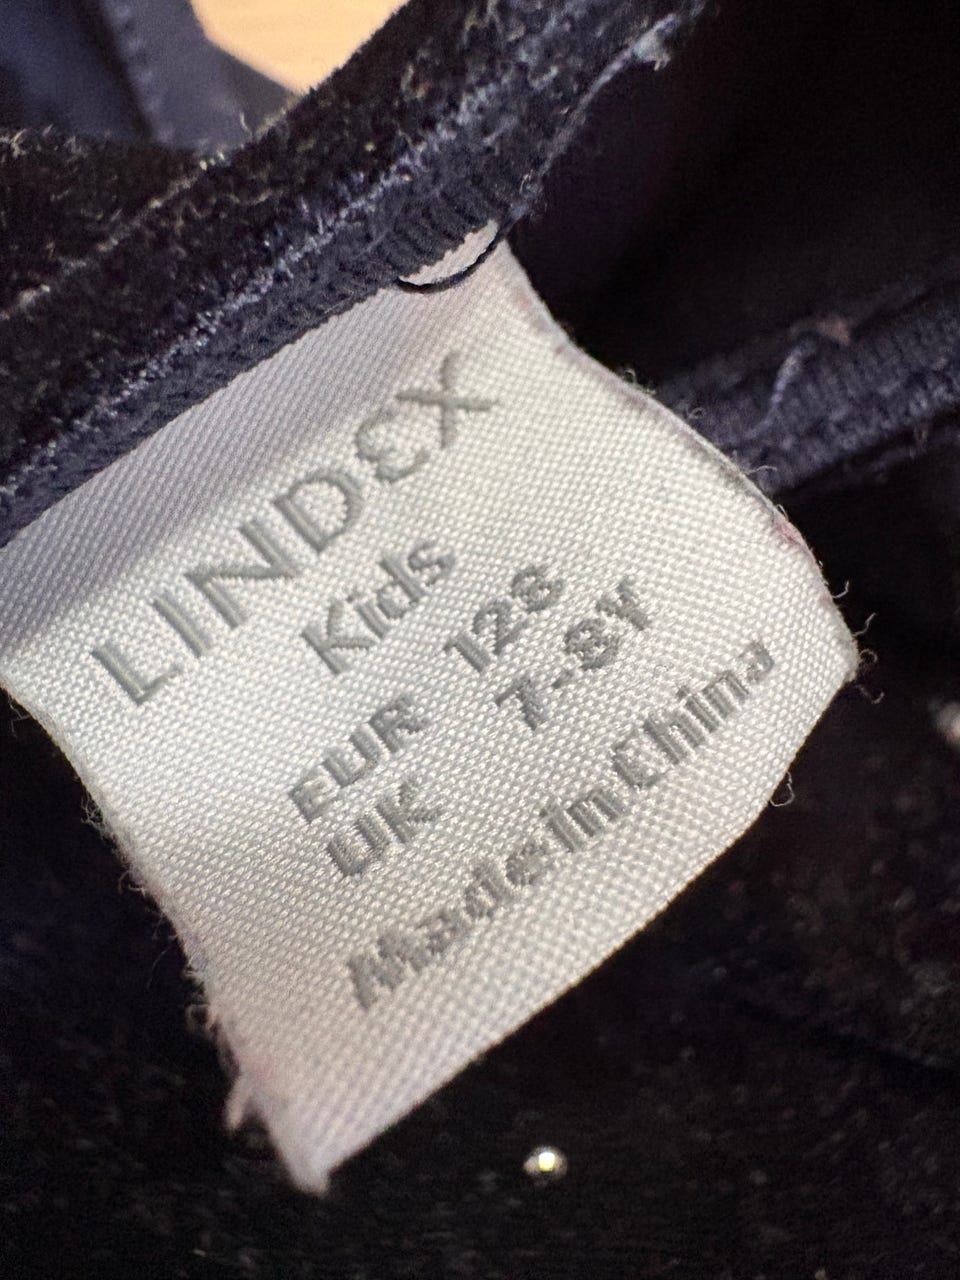 LINDEX
Kids
EUR 128
UK 7-8Y
Made in China